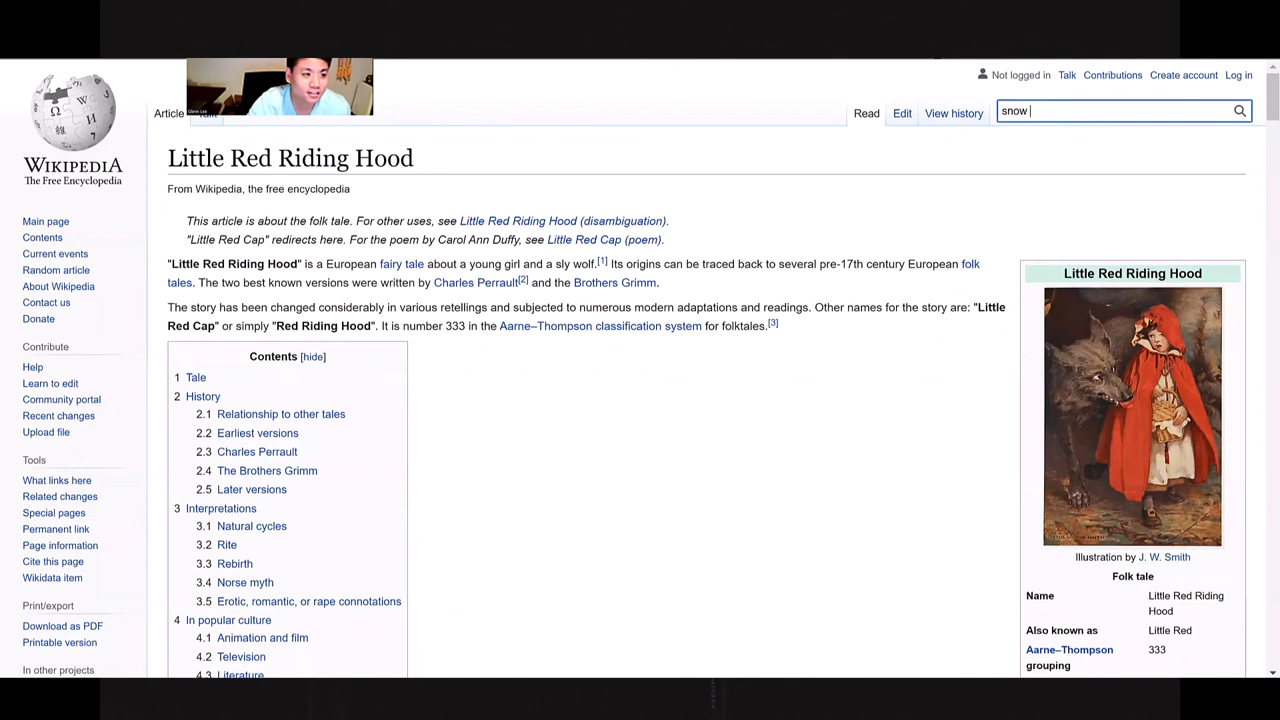 Not logged in Talk Contributions Create account Log in
Article Talk Read Edit View history snow
WIKIPEDIA
The Free Encyclopedia
Main page
Contents
Current events
Random article
About Wikipedia
Contact us
Donate
Contribute
Help
Learn to edit
Community portal
Recent changes
Upload file
Tools
What links here
Related changes
Special pages
Permanent link
Page information
Cite this page
Wikidata item
Print/export
Download as PDF
Printable version
In other projects
Little Red Riding Hood
From Wikipedia, the free encyclopedia
This article is about the folk tale. For other uses, see Little Red Riding Hood (disambiguation).
"Little Red Cap" redirects here. For the poem by Carol Ann Duffy, see Little Red Cap (poem).
"Little Red Riding Hood" is a European fairy tale about a young girl and a sly wolf.[1] Its origins can be traced back to several pre-17th century European folk
tales. The two best known versions were written by Charles Perrault[2] and the Brothers Grimm.
The story has been changed considerably in various retellings and subjected to numerous modern adaptations and readings. Other names for the story are: "Little
Red Cap" or simply "Red Riding Hood". It is number 333 in the Aarne–Thompson classification system for folktales.[3]
Contents [hide]
1 Tale
2 History
2.1 Relationship to other tales
2.2 Earliest versions
2.3 Charles Perrault
2.4 The Brothers Grimm
2.5 Later versions
3 Interpretations
3.1 Natural cycles
3.2 Rite
3.3 Rebirth
3.4 Norse myth
3.5 Erotic, romantic, or rape connotations
4 In popular culture
4.1 Animation and film
4.2 Television
4.3 Literature
Little Red Riding Hood
Illustration by J. W. Smith
Folk tale
Name Little Red Riding
Hood
Also known as Little Red
Aarne–Thompson 333
grouping